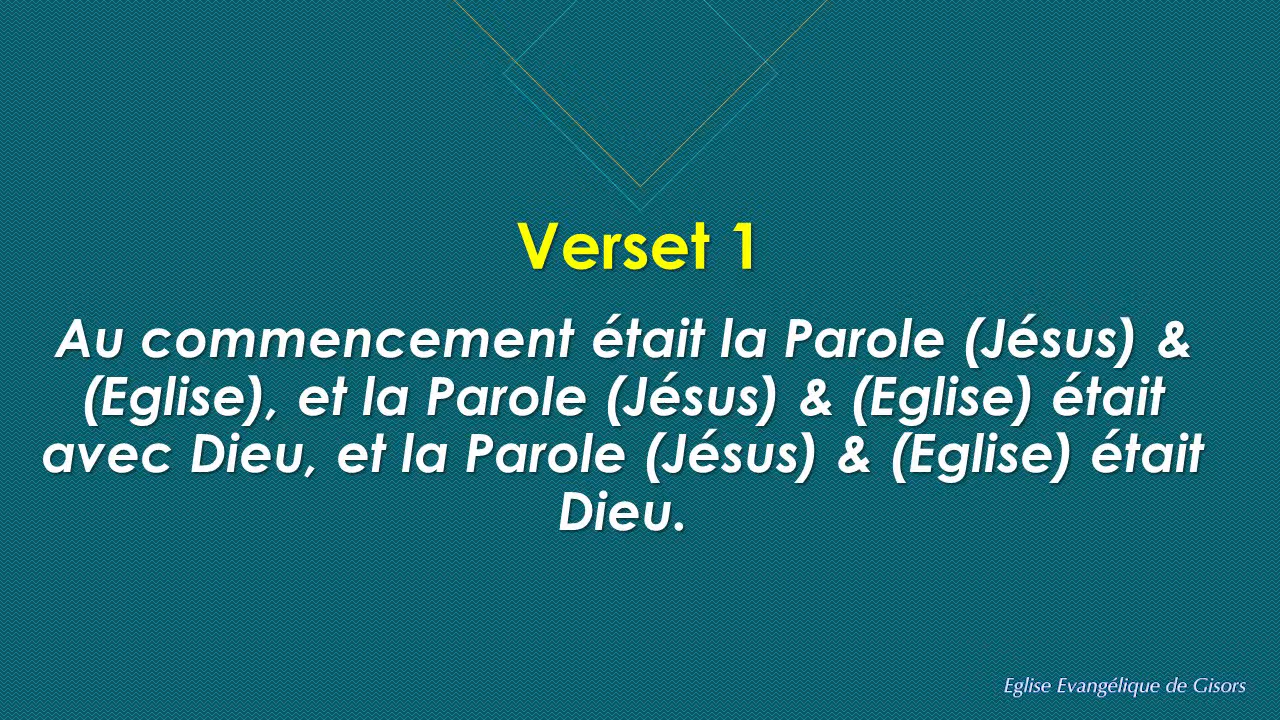 Verset 1
Au commencement était la Parole (Jésus) &
(Eglise), et la Parole (Jésus) & (Eglise) était
avec Dieu, et la Parole (Jésus) & (Eglise) était
Dieu.
Eglise Evangélique de Gisors